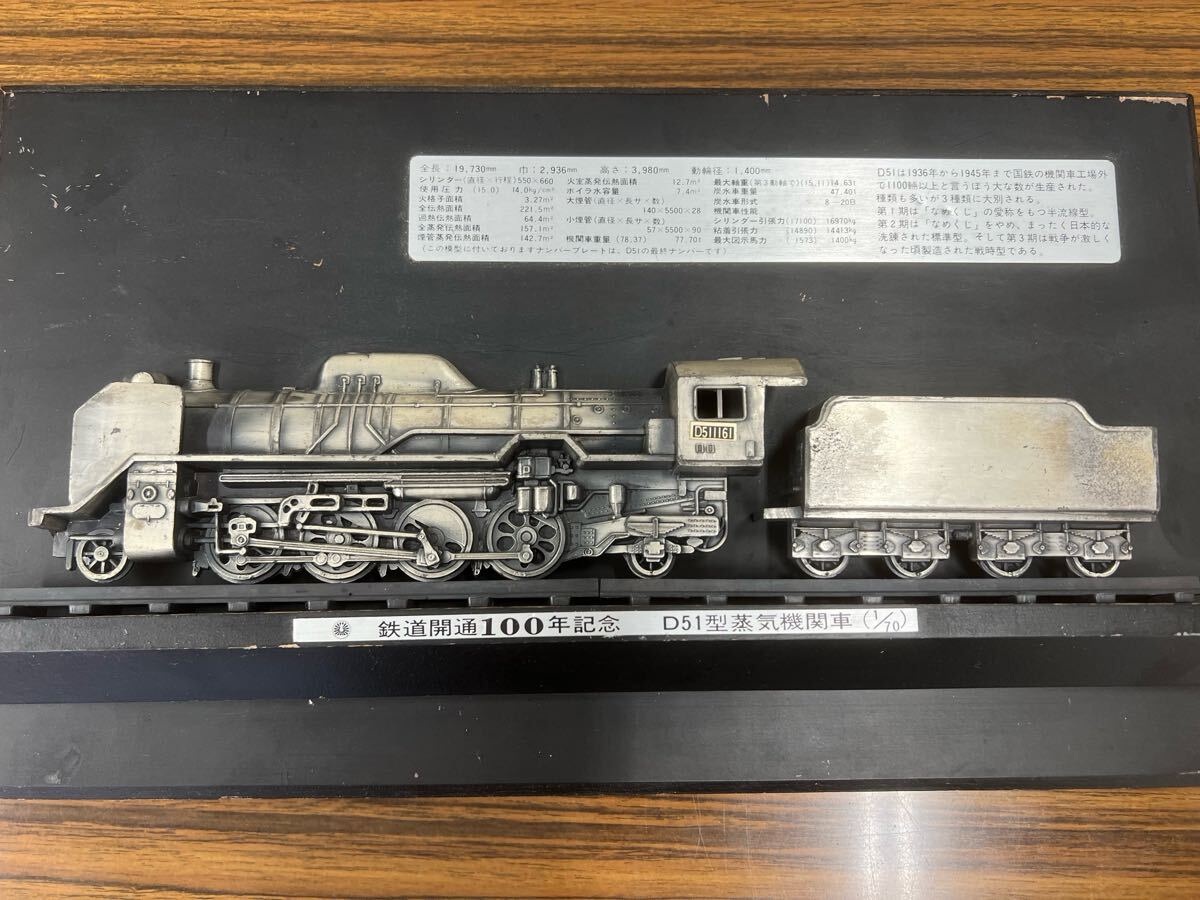 全長：19,730mm 巾：2,936mm 高さ：3,980mm 動輪径：1,400mm
シリンダー(直径×行程)550×660
使用圧力 (15.0) 14.0kg/cm²
火格子面積 3.27m²
全伝熱面積 221.5m²
過熱伝熱面積 64.4m²
全蒸発伝熱面積 157.1m²
煙管蒸発伝熱面積 142.7m²
火室蒸発伝熱面積 12.7m²
ボイラ水容量 7.4m²
大煙管(直径×長サ×数)
140×5500×28
小煙管(直径×長サ×数)
57×5500×90
機関車重量 (78.37) 77.70t
最大軸重(第3動軸で)(15.11)14.63t
炭水車重量 47.40t
炭水車形式 8-20B
機関車性能
シリンダー引張力(17100) 16970kg
粘着引張力 (14890) 14413kg
最大図示馬力 (1573) 1400kg
(この模型に付いておりますナンバープレートは、D51の最終ナンバーです)
D51は1936年から1945年まで国鉄の機関車工場外
で1100輛以上と言うぼう大な数が生産された。
種類も多いが3種類に大別される。
第1期は「なめくじ」の愛称をもつ半流線型。
第2期は「なめくじ」をやめ、まったく日本的な
洗錬された標準型。そして第3期は戦争が激しく
なった頃製造された戦時型である。
D511161
鉄道開通100年記念 D51型蒸気機関車(1/70)